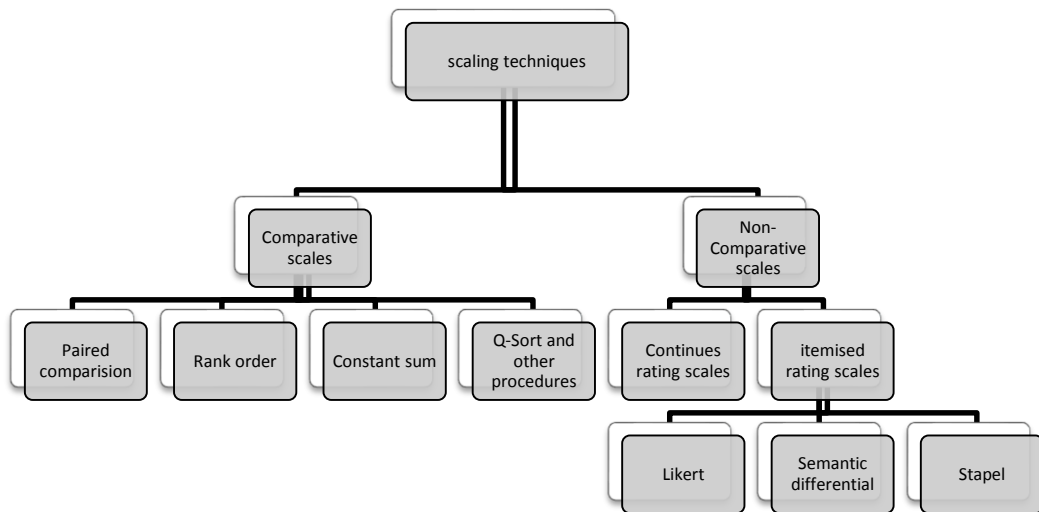 scaling techniques
Comparative
scales
Non-
Comparative
scales
Paired
comparision
Rank order
Constant sum
Q-Sort and
other
procedures
Continues
rating scales
itemised
rating scales
Likert
Semantic
differential
Stapel